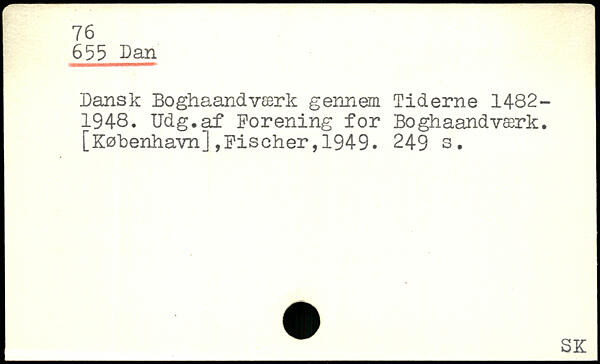 76
655 Dan
Dansk Boghaandværk gennem Tiderne 1482-
1948. Udg.af Forening for Boghaandværk.
[København],Fischer,1949. 249 s.
SK